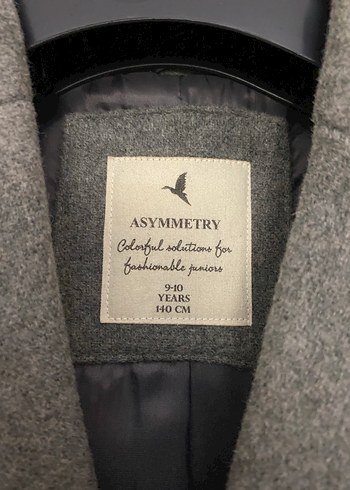 ASYMMETRY
Colorful solutions for
fashionable juniors
9-10
YEARS
140 CM